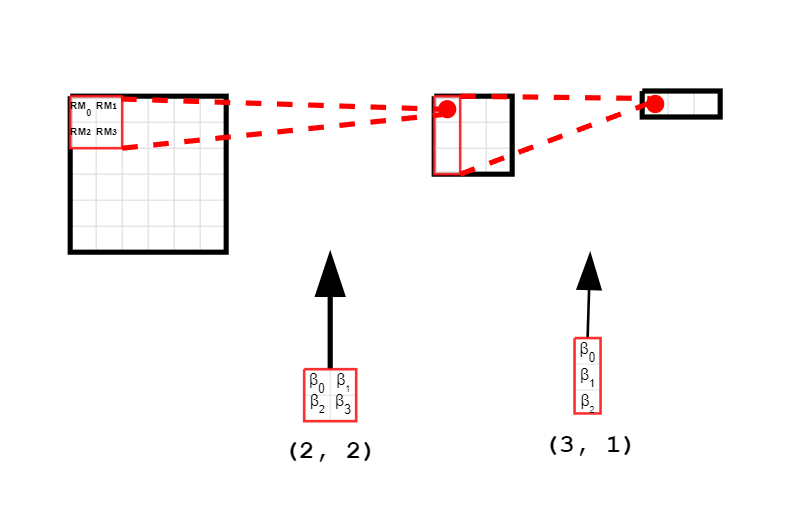 RM₀ RM1
RM2 RM3
β₀ β₁
β₂ β₃
(2, 2)
β₀
β₁
β₂
(3, 1)